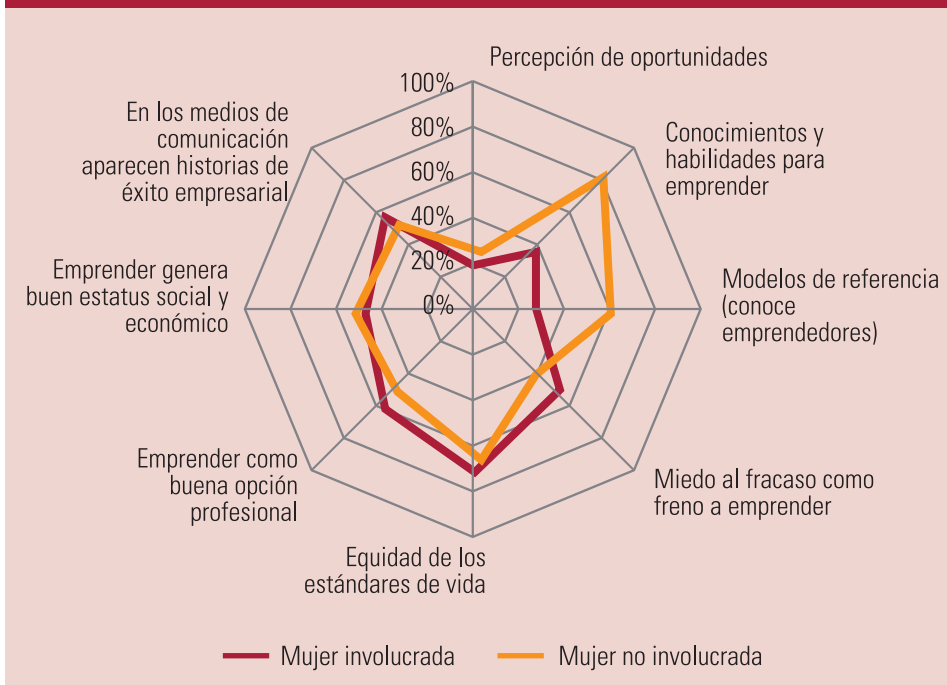 Percepción de oportunidades
100%
80%
60%
40%
20%
0%
Conocimientos y
habilidades para
emprender
Modelos de referencia
(conoce
emprendedores)
Miedo al fracaso como
freno a emprender
Equidad de los
estándares de vida
Emprender como
buena opción
profesional
Emprender genera
buen estatus social y
económico
En los medios de
comunicación
aparecen historias de
éxito empresarial
Mujer involucrada
Mujer no involucrada